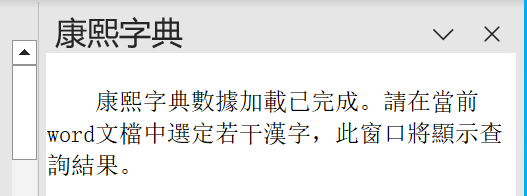 康熙字典
康熙字典數據加載已完成。請在當前
word文檔中選定若干漢字，此窗口將顯示查
詢結果。